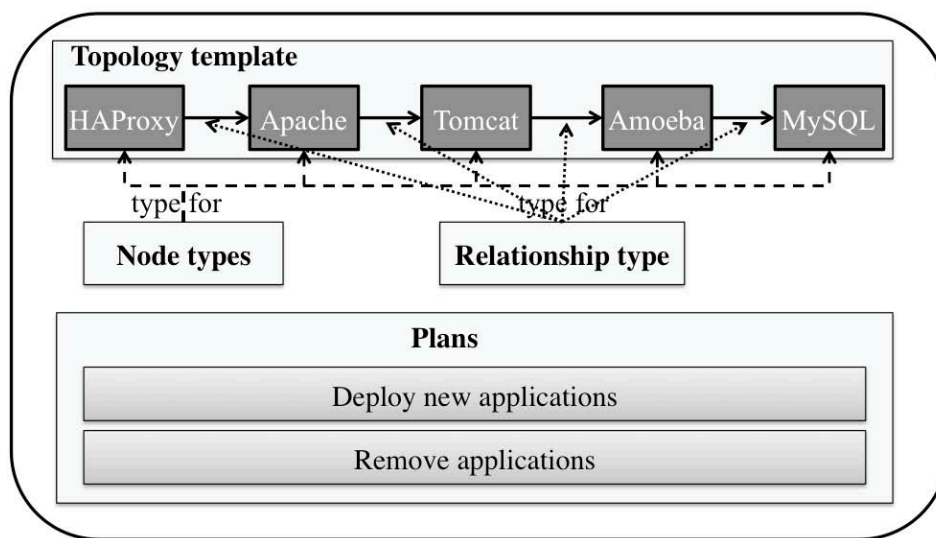 Topology template
HAProxy Apache Tomcat Amoeba MySQL
type for type for
Node types Relationship type
Plans
Deploy new applications
Remove applications